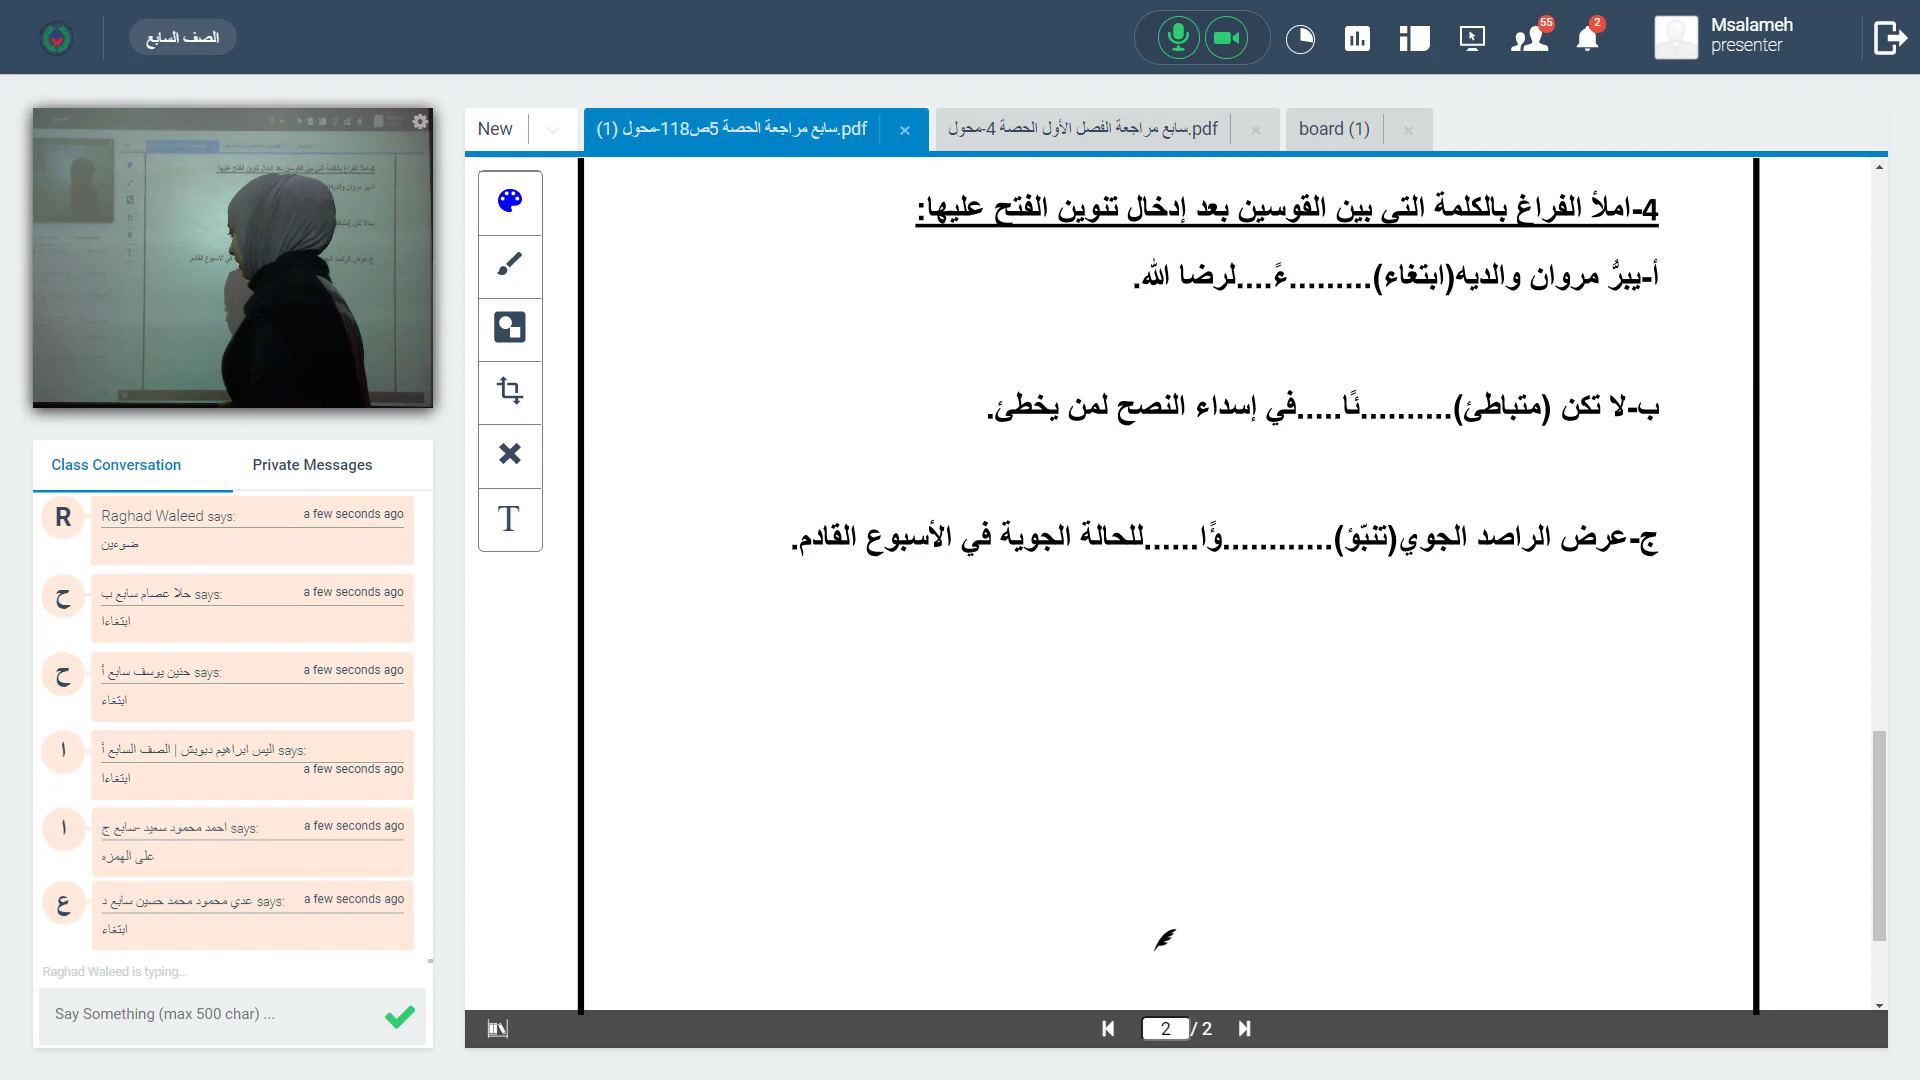 الصف السابع
55
2
Msalameh
presenter
New
سابع مراجعة الحصة 5ص118-محول (1).pdf
سابع مراجعة الفصل الأول الحصة 4-محول.pdf
board (1)
4-املأ الفراغ بالكلمة التي بين القوسين بعد إدخال تنوين الفتح عليها:
أ-يبرُّ مروان والديه(ابتغاء).........ءً....لرضا الله.
ب-لا تكن (متباطئ)..........ئًا.....في إسداء النصح لمن يخطئ.
ج-عرض الراصد الجوي(تنبّؤ)............ؤًا......للحالة الجوية في الأسبوع القادم.
T
Class Conversation
Private Messages
R
Raghad Waleed says:
a few seconds ago
ضوءين
ح
حلا عصام سابع ب says:
a few seconds ago
ابتغاءا
ح
حنين يوسف سابع أ says:
a few seconds ago
ابتغاء
ا
اليس ابراهيم دبوبش | الصف السابع أ says:
a few seconds ago
ابتغاءا
ا
احمد محمود سعيد -سابع ج says:
a few seconds ago
على الهمزه
ع
عدي محمود محمد حسين سابع د says:
a few seconds ago
ابتغاء
Raghad Waleed is typing...
Say Something (max 500 char) ...
2 / 2